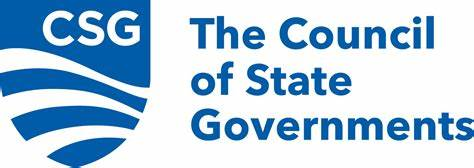 CSG
The Council
of State
Governments